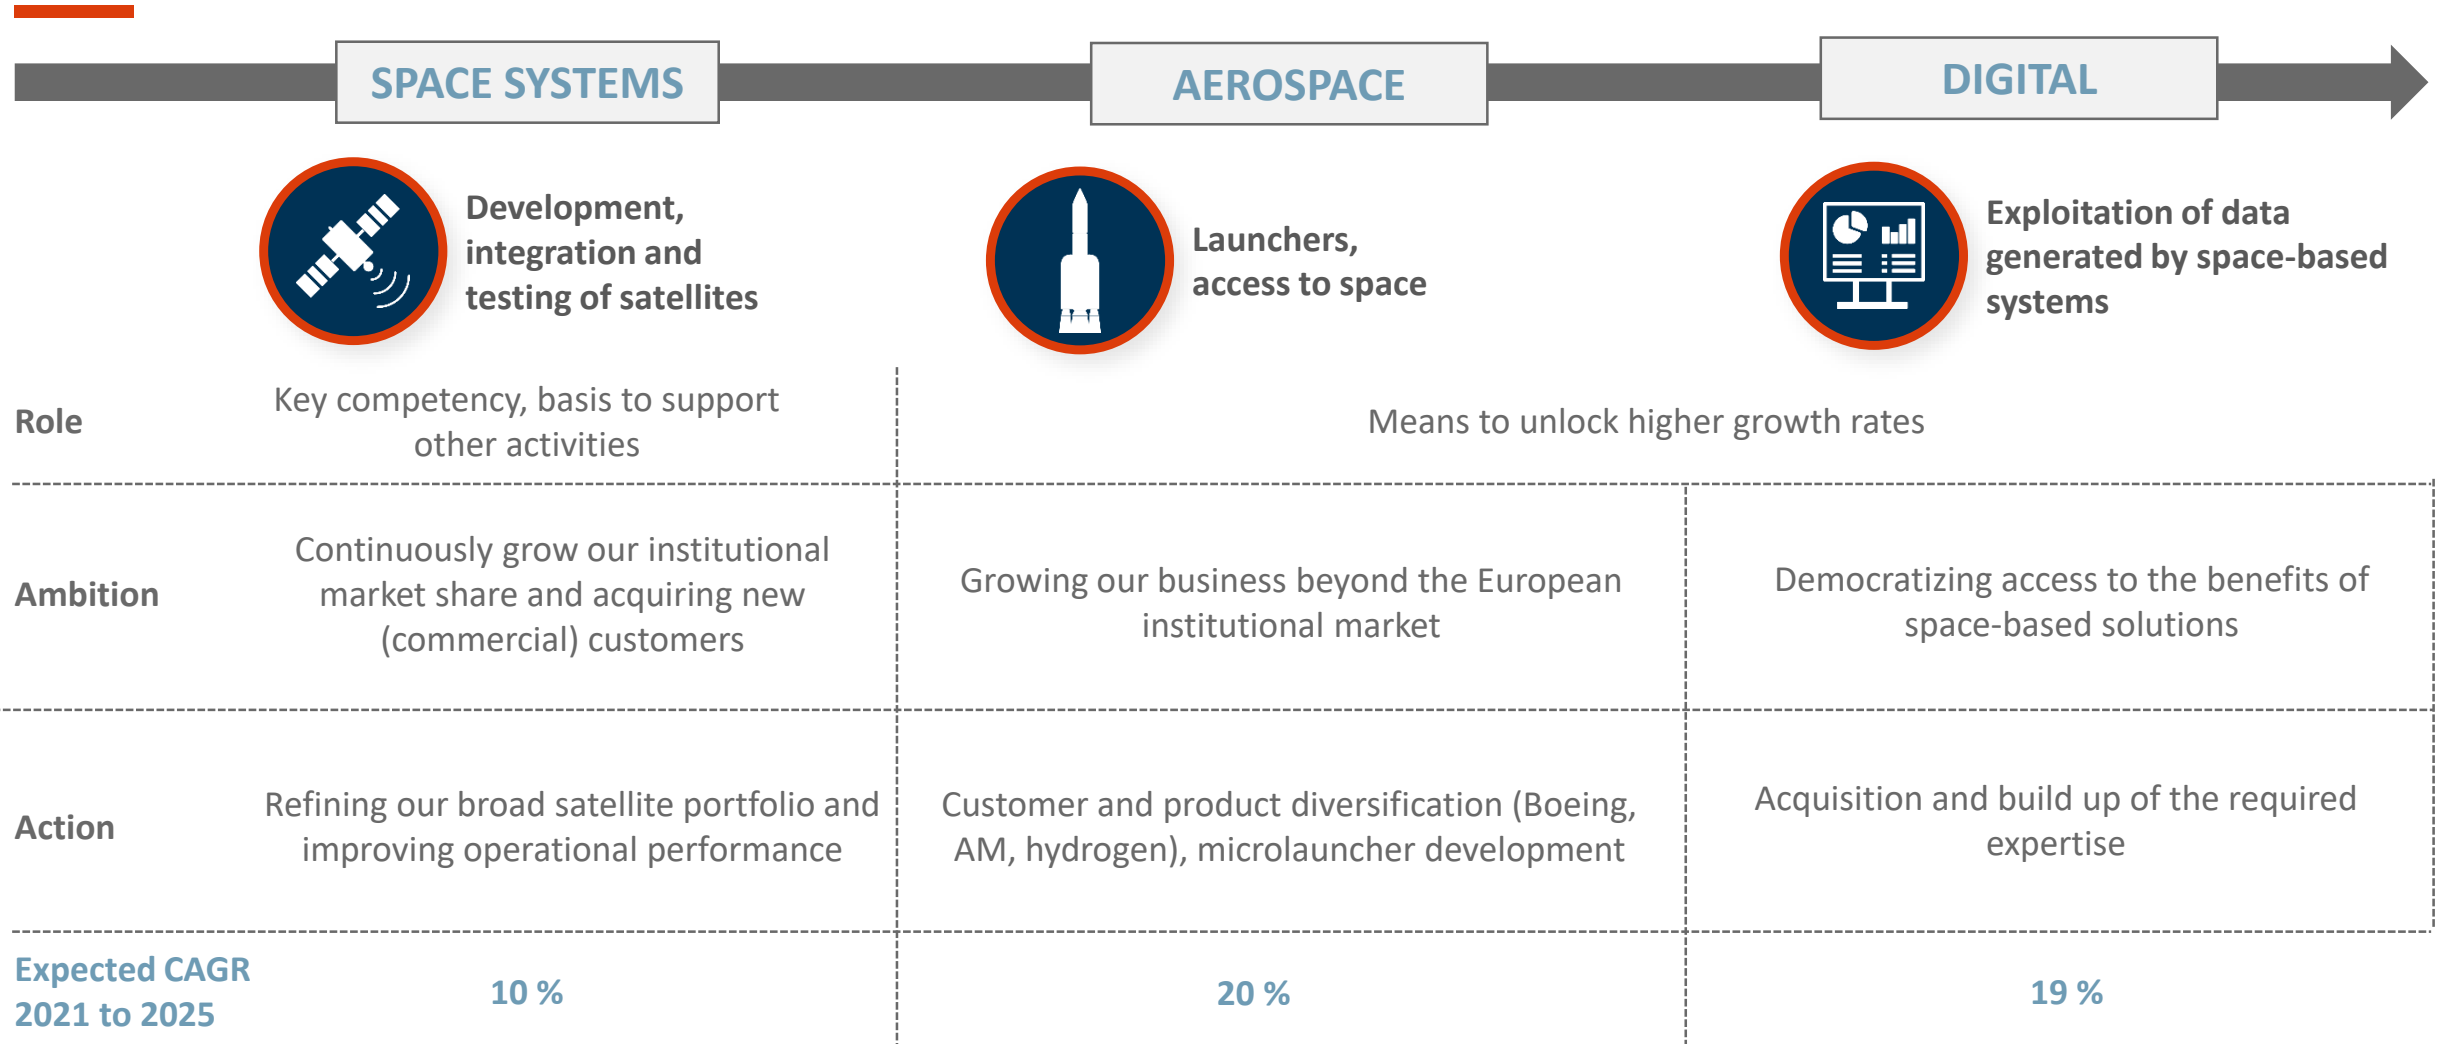 SPACE SYSTEMS
AEROSPACE
DIGITAL
Development,
integration and
testing of satellites
Launchers,
access to space
Exploitation of data
generated by space-based
systems
Role
Key competency, basis to support
other activities
Means to unlock higher growth rates
Ambition
Continuously grow our institutional
market share and acquiring new
(commercial) customers
Growing our business beyond the European
institutional market
Democratizing access to the benefits of
space-based solutions
Action
Refining our broad satellite portfolio and
improving operational performance
Customer and product diversification (Boeing,
AM, hydrogen), microlauncher development
Acquisition and build up of the required
expertise
Expected CAGR
2021 to 2025
10 %
20 %
19 %